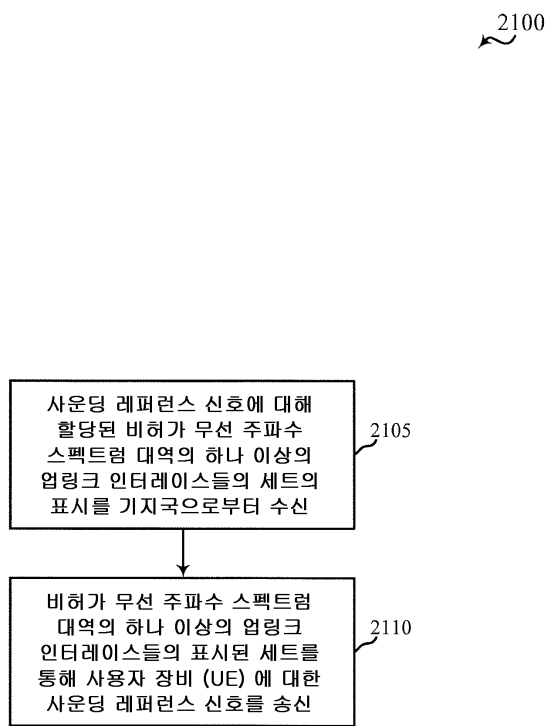 2100
사운딩 레퍼런스 신호에 대해
할당된 비허가 무선 주파수
스펙트럼 대역의 하나 이상의
업링크 인터레이스들의 세트의
표시를 기지국으로부터 수신
2105
비허가 무선 주파수 스펙트럼
대역의 하나 이상의 업링크
인터레이스들의 표시된 세트를
통해 사용자 장비 (UE) 에 대한
사운딩 레퍼런스 신호를 송신
2110